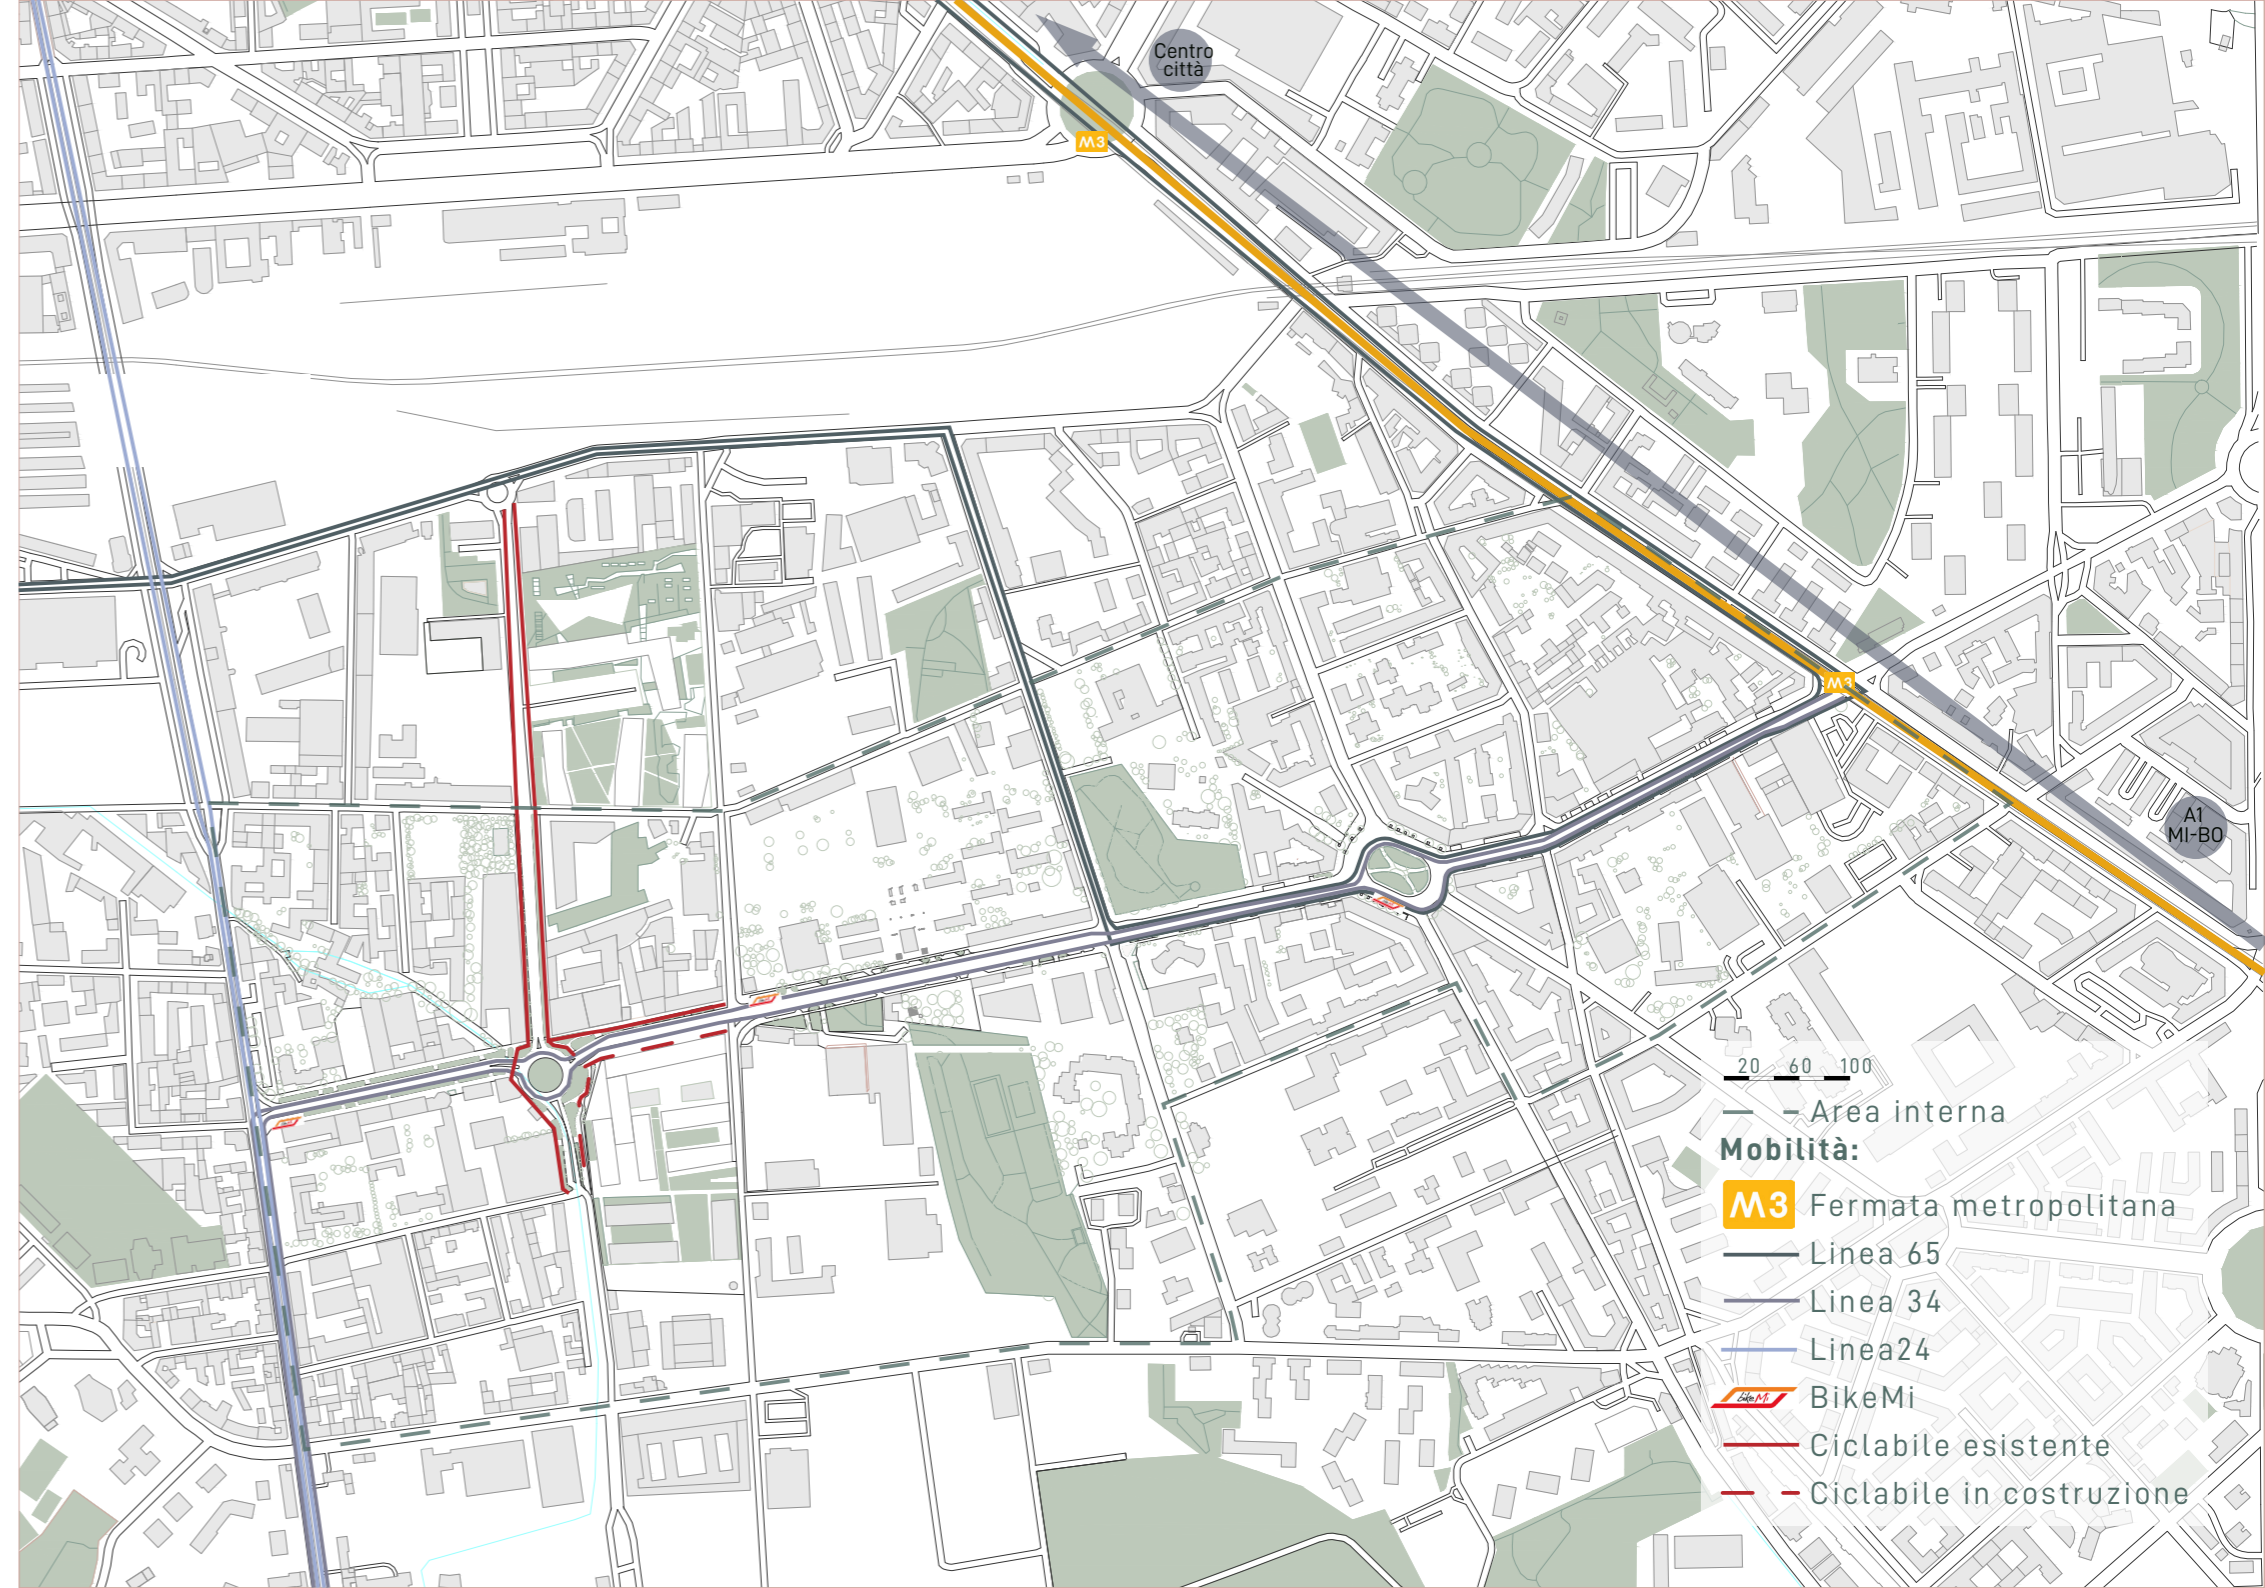 Centro
città
M3
M3
A1
MI-BO
20 60 100
Area interna
Mobilità:
M3 Fermata metropolitana
Linea 65
Linea 34
Linea24
bikeMi BikeMi
Ciclabile esistente
Ciclabile in costruzione